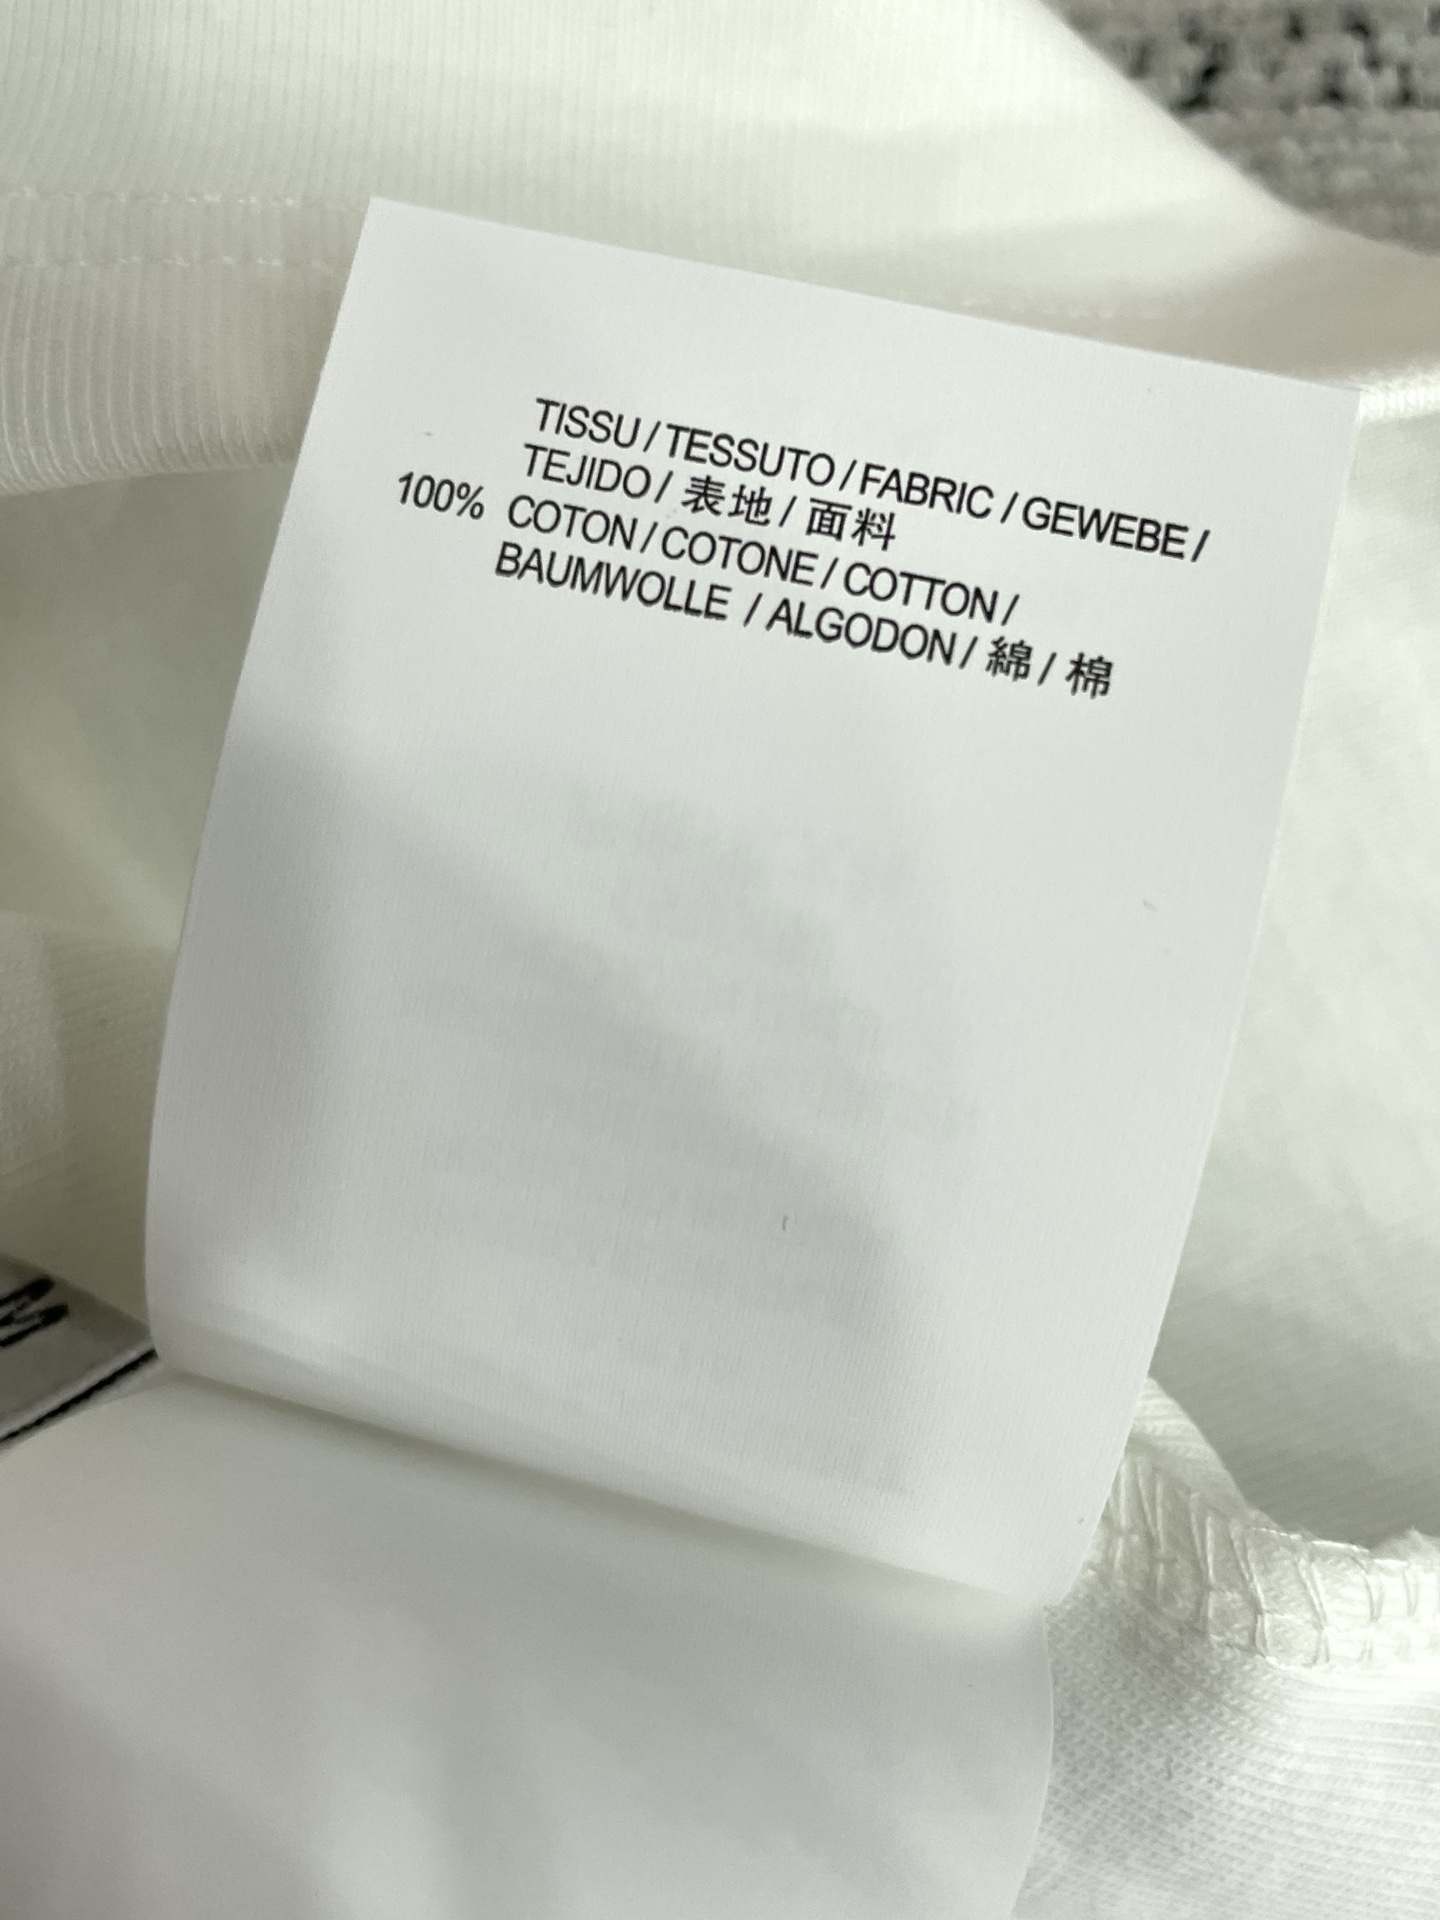 TISSU / TESSUTO / FABRIC / GEWEBE /
TEJIDO / 表地 / 面料
100% COTON / COTONE / COTTON /
BAUMWOLLE / ALGODON / 綿 / 棉
M